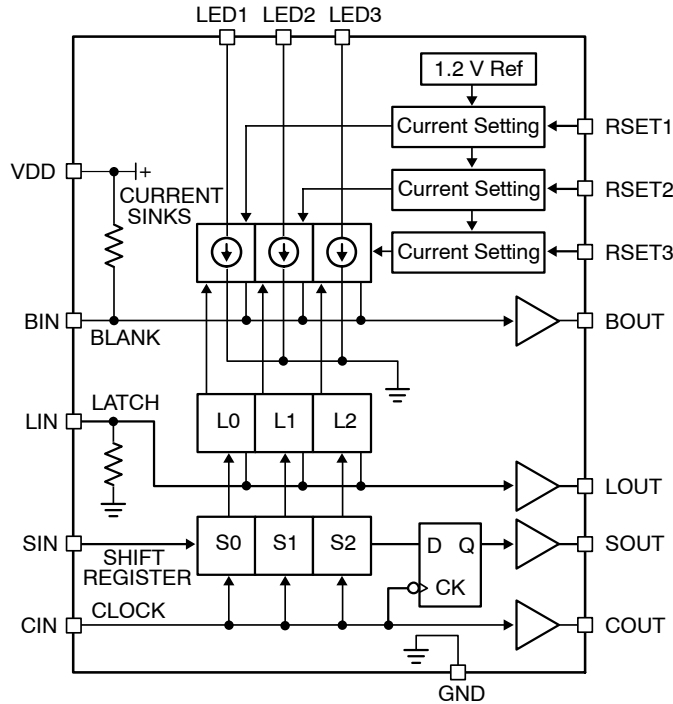 LED1 LED2 LED3
1.2 V Ref
Current Setting
RSET1
VDD
+
CURRENT
SINKS
Current Setting
RSET2
Current Setting
RSET3
BIN
BLANK
BOUT
LIN
LATCH
L0 L1 L2
LOUT
SIN
SHIFT
REGISTER
S0 S1 S2
D Q
CK
SOUT
CIN
CLOCK
COUT
GND